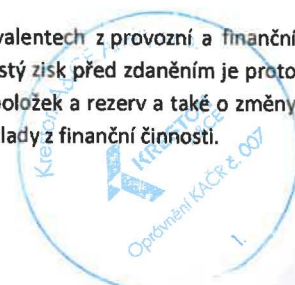 valentech z provozní a finanční
stý zisk před zdaněním je proto
oložek a rezerv a také o změny
lady z finanční činnosti.
Oprávnění KAČR č. 007
1.